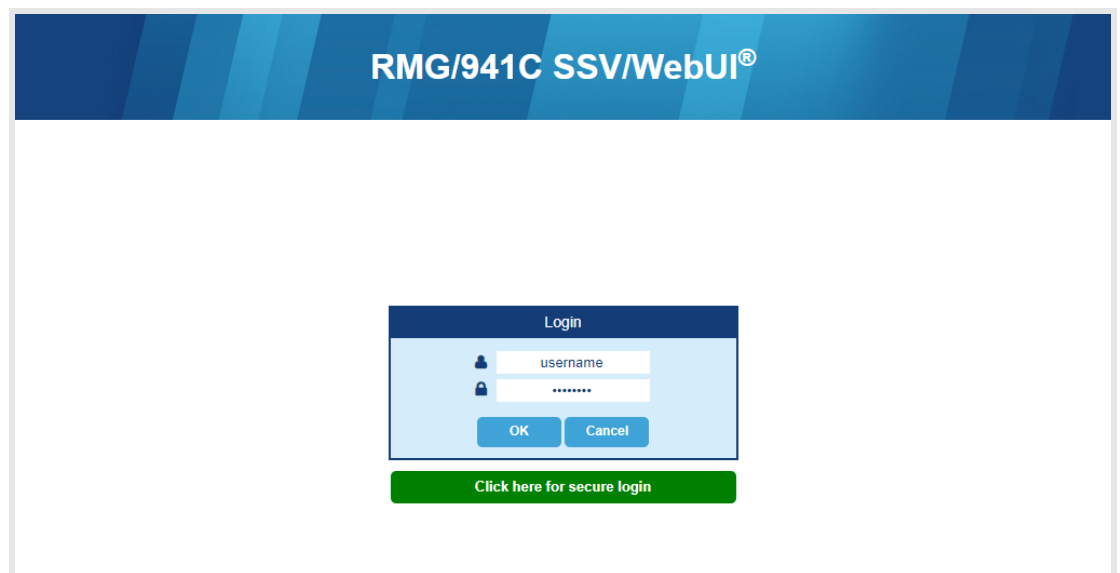 RMG/941C SSV/WebUI®
Login
username
••••••••
OK Cancel
Click here for secure login